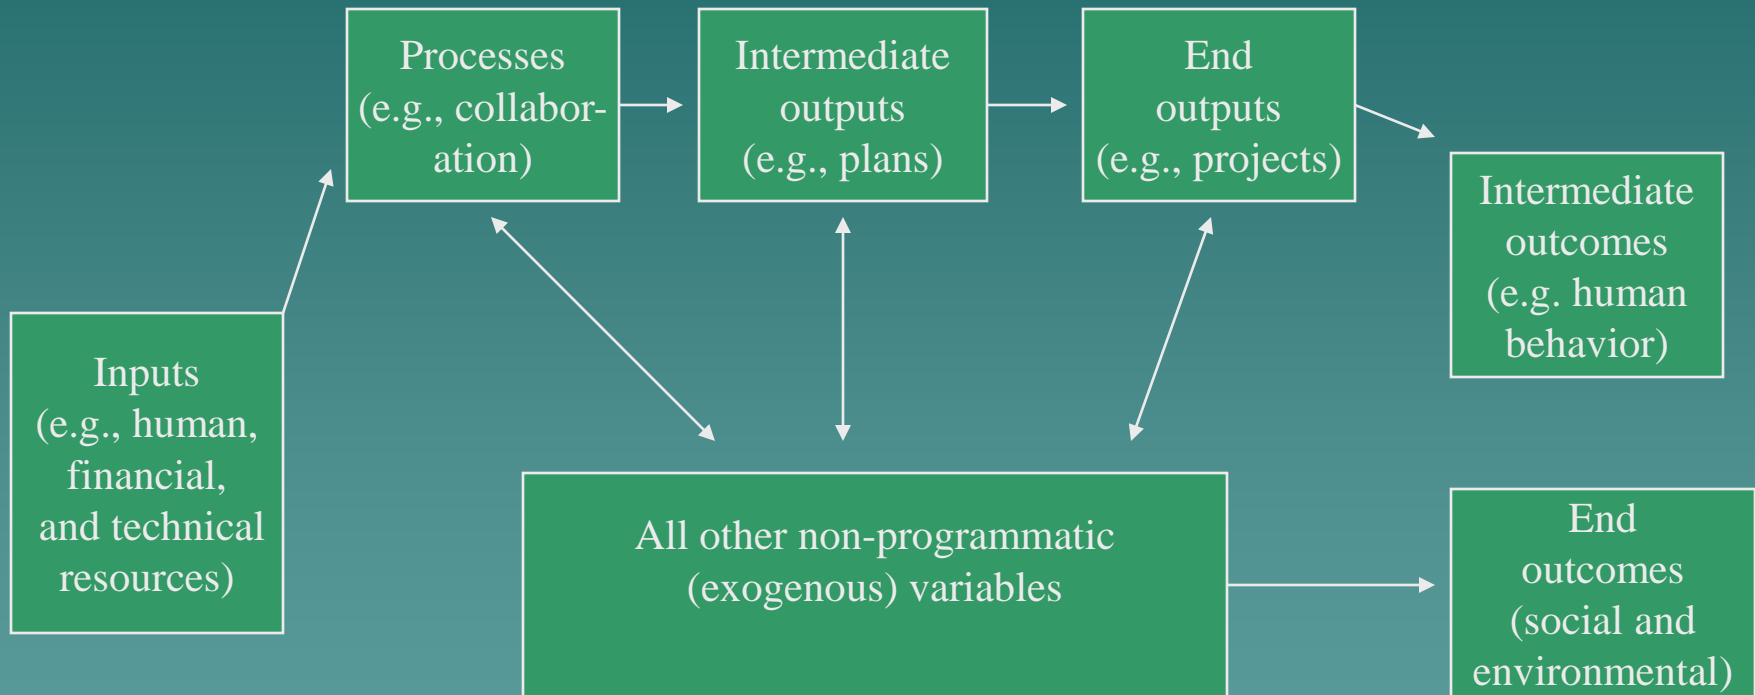 Processes
(e.g., collabor-
ation)
Intermediate
outputs
(e.g., plans)
End
outputs
(e.g., projects)
Intermediate
outcomes
(e.g. human
behavior)
Inputs
(e.g., human,
financial,
and technical
resources)
All other non-programmatic
(exogenous) variables
End
outcomes
(social and
environmental)